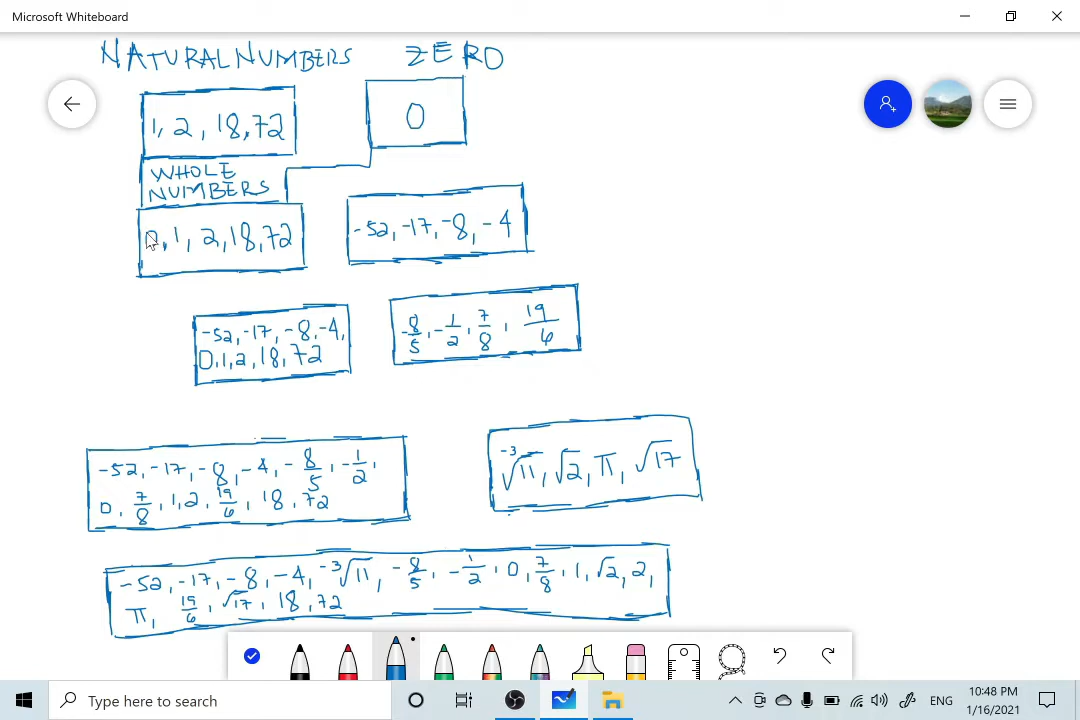 Microsoft Whiteboard
NATURAL NUMBERS ZERO
1, 2, 18, 72
0
WHOLE
NUMBERS
0, 1, 2, 18, 72
-52, -17, -8, -4
-52, -17, -8, -4,
0, 1, 2, 18, 72
-8/5, -1/2, 7/8, 19/6
-52, -17, -8, -4, -8/5, -1/2,
0, 7/8, 1, 2, 19/6, 18, 72
-³√11, √2, π, √17
-52, -17, -8, -4, -³√11, -8/5, -1/2, 0, 7/8, 1, √2, 2,
π, 19/6, √17, 18, 72
Type here to search
ENG
10:48 PM
1/16/2021